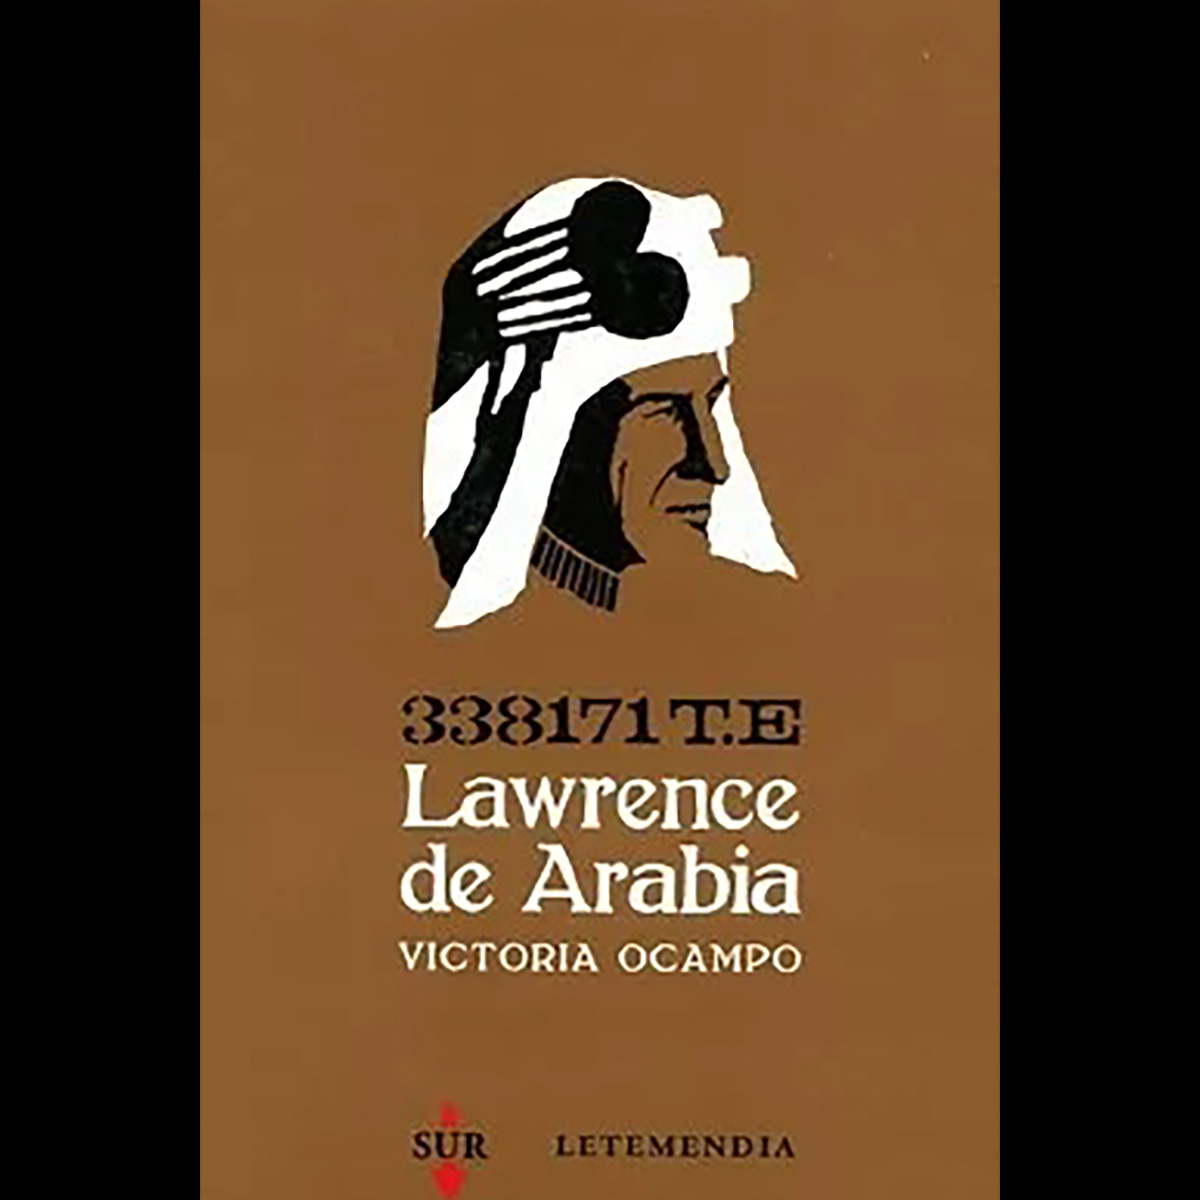 338171 T.E
Lawrence
de Arabia
VICTORIA OCAMPO
SUR LETEMENDIA